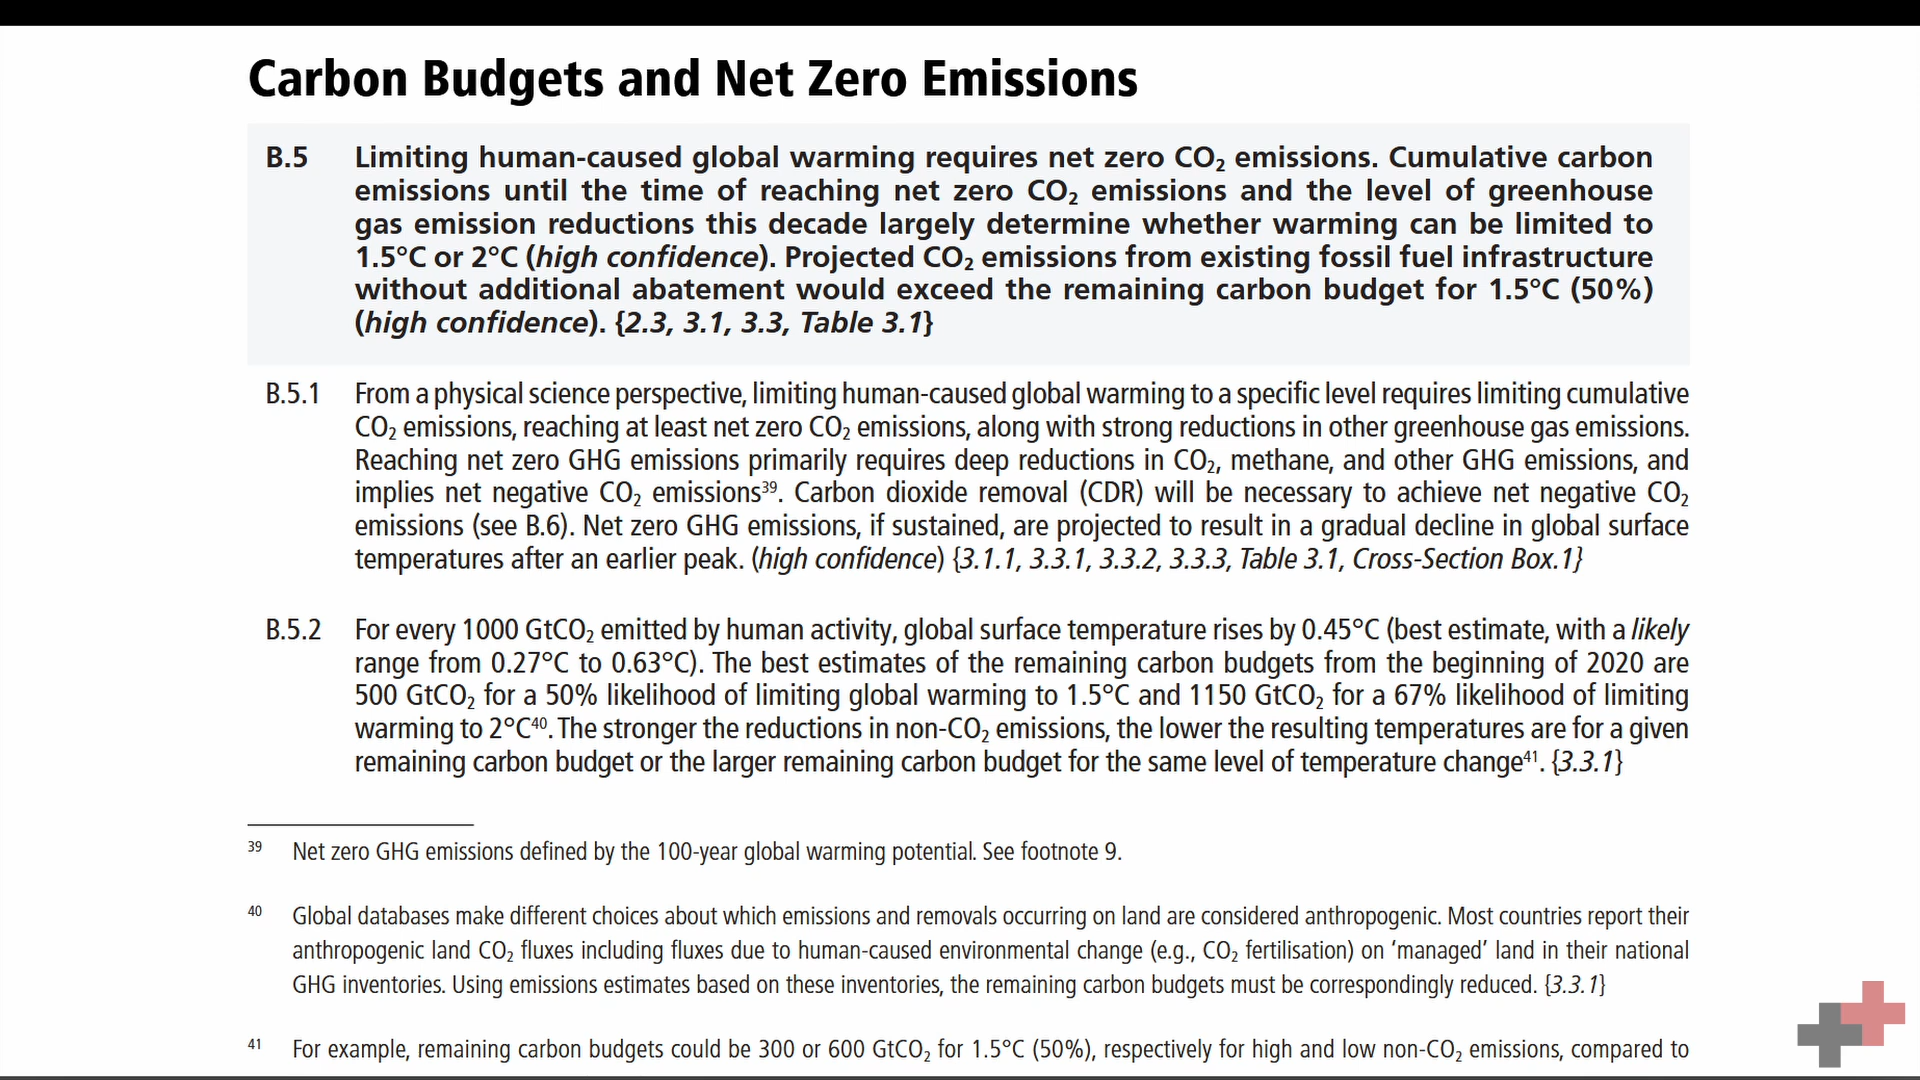 Carbon Budgets and Net Zero Emissions
B.5 Limiting human-caused global warming requires net zero CO₂ emissions. Cumulative carbon
emissions until the time of reaching net zero CO₂ emissions and the level of greenhouse
gas emission reductions this decade largely determine whether warming can be limited to
1.5°C or 2°C (high confidence). Projected CO₂ emissions from existing fossil fuel infrastructure
without additional abatement would exceed the remaining carbon budget for 1.5°C (50%)
(high confidence). {2.3, 3.1, 3.3, Table 3.1}
B.5.1 From a physical science perspective, limiting human-caused global warming to a specific level requires limiting cumulative
CO₂ emissions, reaching at least net zero CO₂ emissions, along with strong reductions in other greenhouse gas emissions.
Reaching net zero GHG emissions primarily requires deep reductions in CO₂, methane, and other GHG emissions, and
implies net negative CO₂ emissions³⁹. Carbon dioxide removal (CDR) will be necessary to achieve net negative CO₂
emissions (see B.6). Net zero GHG emissions, if sustained, are projected to result in a gradual decline in global surface
temperatures after an earlier peak. (high confidence) {3.1.1, 3.3.1, 3.3.2, 3.3.3, Table 3.1, Cross-Section Box.1}
B.5.2 For every 1000 GtCO₂ emitted by human activity, global surface temperature rises by 0.45°C (best estimate, with a likely
range from 0.27°C to 0.63°C). The best estimates of the remaining carbon budgets from the beginning of 2020 are
500 GtCO₂ for a 50% likelihood of limiting global warming to 1.5°C and 1150 GtCO₂ for a 67% likelihood of limiting
warming to 2°C⁴⁰. The stronger the reductions in non-CO₂ emissions, the lower the resulting temperatures are for a given
remaining carbon budget or the larger remaining carbon budget for the same level of temperature change⁴¹. {3.3.1}
39 Net zero GHG emissions defined by the 100-year global warming potential. See footnote 9.
40 Global databases make different choices about which emissions and removals occurring on land are considered anthropogenic. Most countries report their
anthropogenic land CO₂ fluxes including fluxes due to human-caused environmental change (e.g., CO₂ fertilisation) on ‘managed’ land in their national
GHG inventories. Using emissions estimates based on these inventories, the remaining carbon budgets must be correspondingly reduced. {3.3.1}
41 For example, remaining carbon budgets could be 300 or 600 GtCO₂ for 1.5°C (50%), respectively for high and low non-CO₂ emissions, compared to